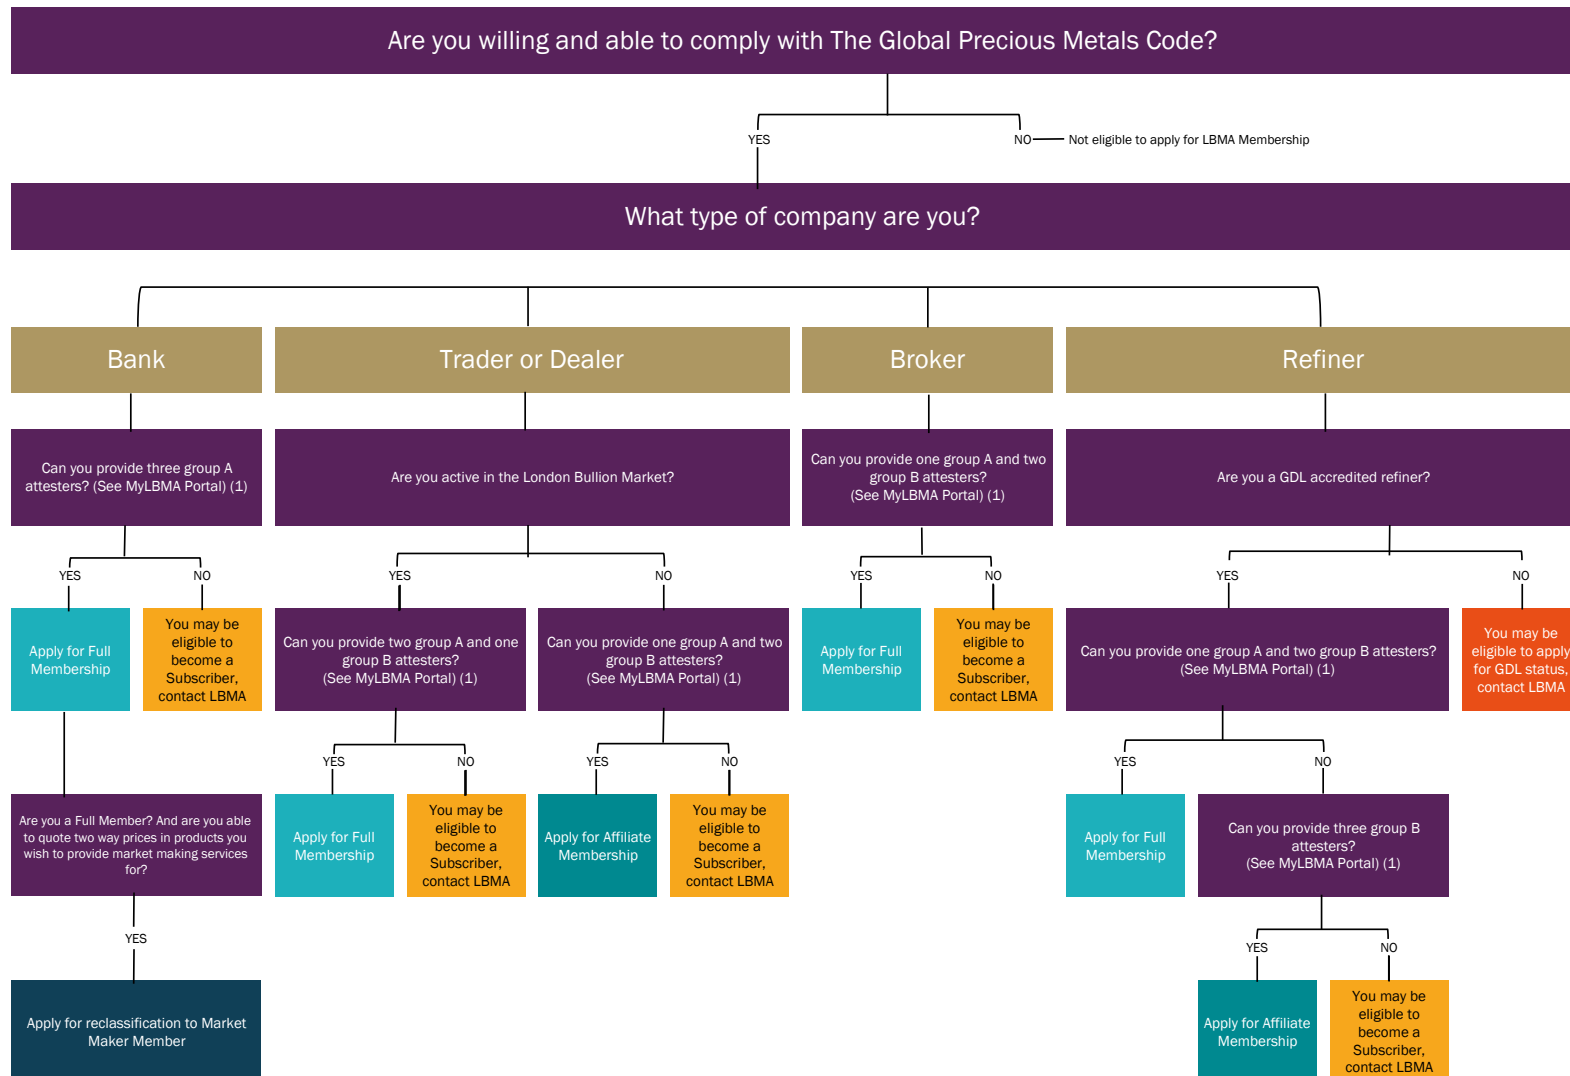 Are you willing and able to comply with The Global Precious Metals Code?
YES
NO
Not eligible to apply for LBMA Membership
What type of company are you?
Bank
Trader or Dealer
Broker
Refiner
Can you provide three group A
attesters? (See MyLBMA Portal) (1)
Are you active in the London Bullion Market?
Can you provide one group A and two
group B attesters?
(See MyLBMA Portal) (1)
Are you a GDL accredited refiner?
YES
NO
YES
NO
YES
NO
YES
NO
Apply for Full
Membership
You may be
eligible to
become a
Subscriber,
contact LBMA
Can you provide two group A and one
group B attesters?
(See MyLBMA Portal) (1)
Can you provide one group A and two
group B attesters?
(See MyLBMA Portal) (1)
Apply for Full
Membership
You may be
eligible to
become a
Subscriber,
contact LBMA
Can you provide one group A and two group B attesters?
(See MyLBMA Portal) (1)
You may be
eligible to apply
for GDL status,
contact LBMA
YES
NO
YES
NO
YES
NO
Are you a Full Member? And are you able
to quote two way prices in products you
wish to provide market making services
for?
Apply for Full
Membership
You may be
eligible to
become a
Subscriber,
contact LBMA
Apply for Affiliate
Membership
You may be
eligible to
become a
Subscriber,
contact LBMA
Apply for Full
Membership
Can you provide three group B
attesters?
(See MyLBMA Portal) (1)
YES
YES
NO
Apply for reclassification to Market
Maker Member
Apply for Affiliate
Membership
You may be
eligible to
become a
Subscriber,
contact LBMA